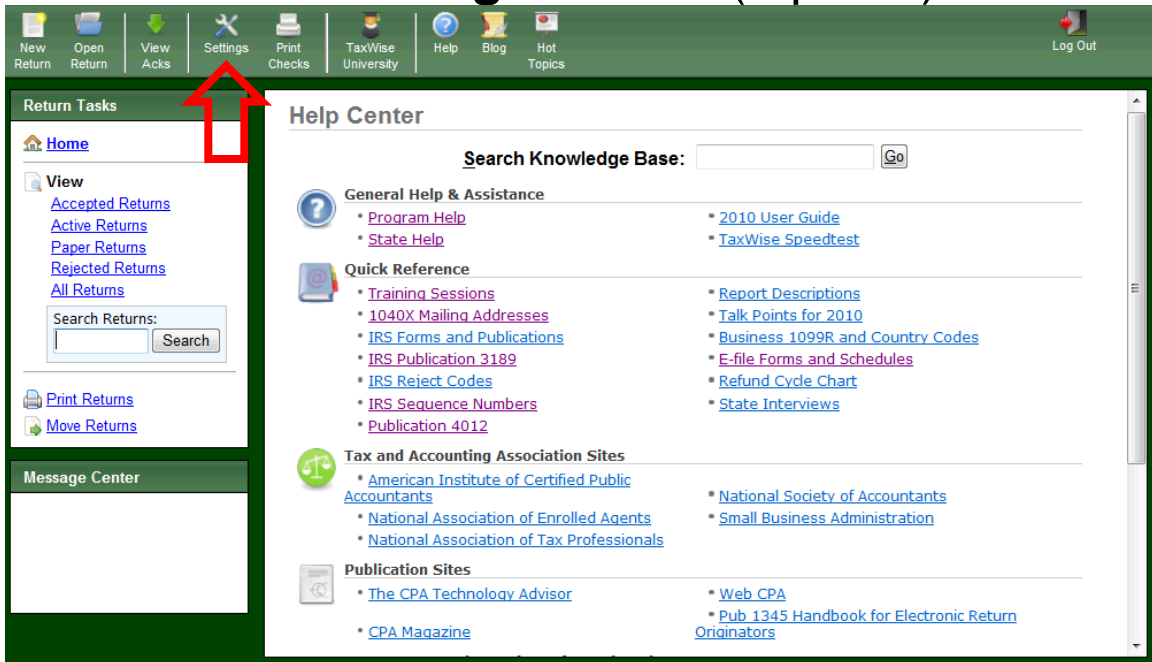 New Return
Open Return
View Acks
Settings
Print Checks
TaxWise University
Help
Blog
Hot Topics
Log Out
Return Tasks
Home
View
Accepted Returns
Active Returns
Paper Returns
Rejected Returns
All Returns
Search Returns:
Search
Print Returns
Move Returns
Message Center
Help Center
Search Knowledge Base:
Go
General Help & Assistance
• Program Help
• 2010 User Guide
• State Help
• TaxWise Speedtest
Quick Reference
• Training Sessions
• Report Descriptions
• 1040X Mailing Addresses
• Talk Points for 2010
• IRS Forms and Publications
• Business 1099R and Country Codes
• IRS Publication 3189
• E-file Forms and Schedules
• IRS Reject Codes
• Refund Cycle Chart
• IRS Sequence Numbers
• State Interviews
• Publication 4012
Tax and Accounting Association Sites
• American Institute of Certified Public
Accountants
• National Society of Accountants
• National Association of Enrolled Agents
• Small Business Administration
• National Association of Tax Professionals
Publication Sites
• The CPA Technology Advisor
• Web CPA
• CPA Magazine
• Pub 1345 Handbook for Electronic Return
Originators